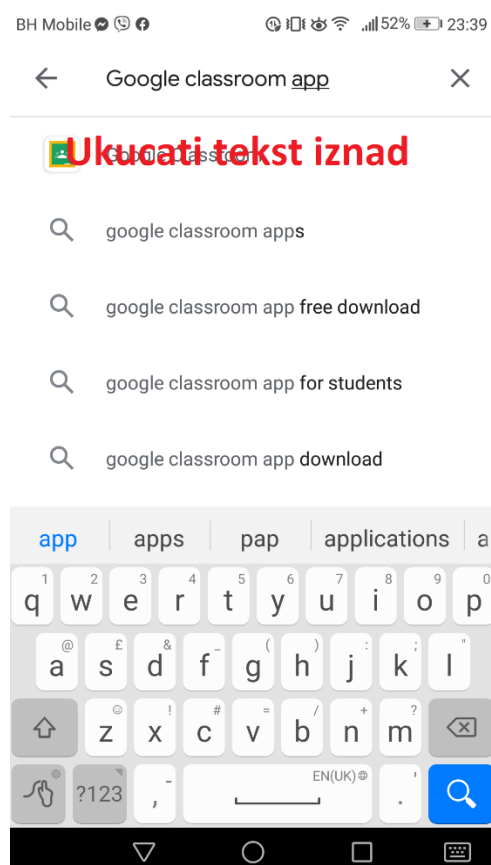 BH Mobile 52% 23:39
Google classroom app
Google Classroom
Ukucati tekst iznad
google classroom apps
google classroom app free download
google classroom app for students
google classroom app download
app apps pap applications a
1 2 3 4 5 6 7 8 9 0
q w e r t y u i o p
@ £ & _ ( ) : ; "
a s d f g h j k l
! # = / + ?
z x c v b n m
?123 , - EN(UK) . '